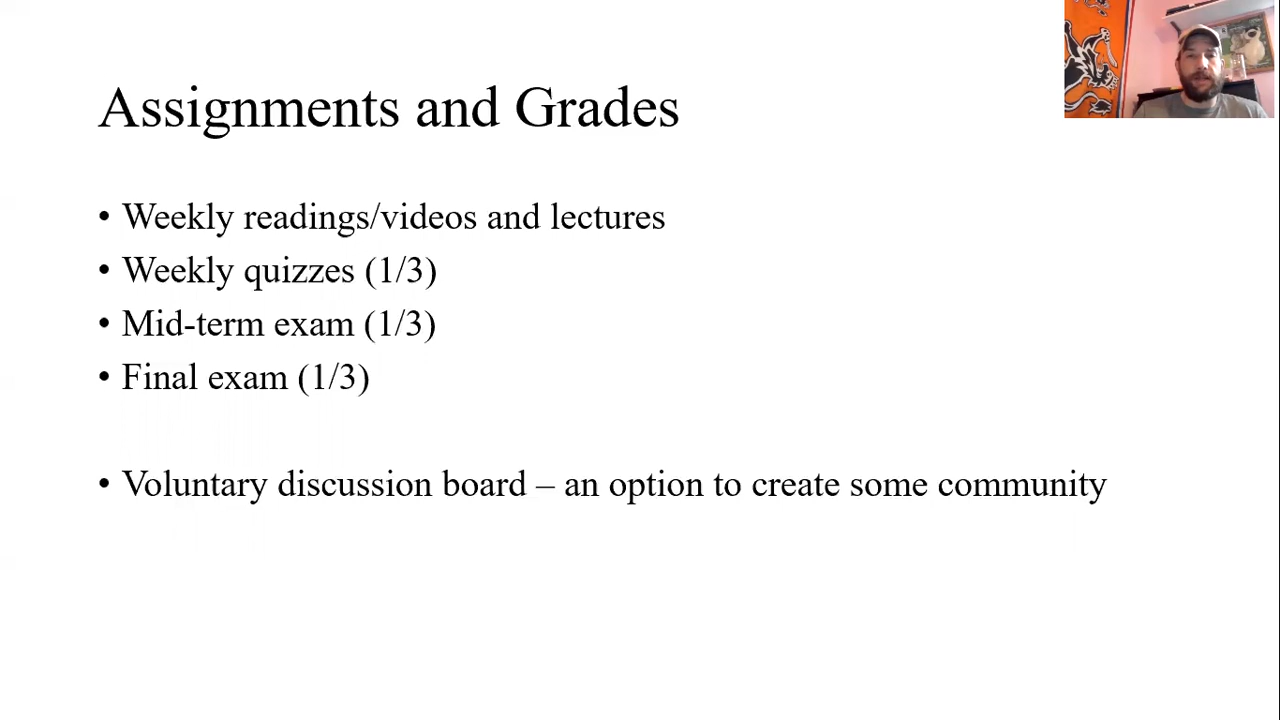 Assignments and Grades
• Weekly readings/videos and lectures
• Weekly quizzes (1/3)
• Mid-term exam (1/3)
• Final exam (1/3)
• Voluntary discussion board – an option to create some community